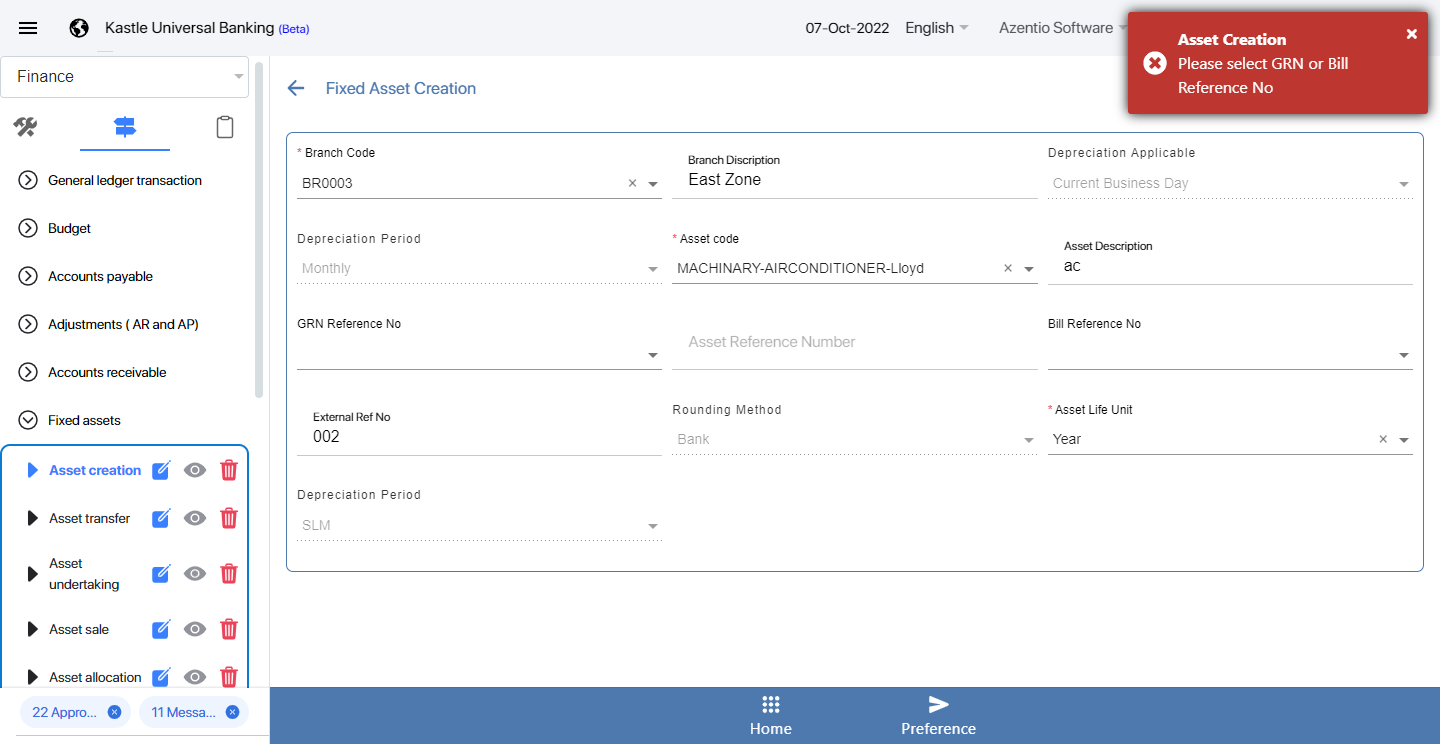 Kastle Universal Banking (Beta)
07-Oct-2022
English
Azentio Software
Asset Creation
Please select GRN or Bill
Reference No
Finance
General ledger transaction
Budget
Accounts payable
Adjustments ( AR and AP)
Accounts receivable
Fixed assets
Asset creation
Asset transfer
Asset
undertaking
Asset sale
Asset allocation
22 Appro...
11 Messa...
Fixed Asset Creation
* Branch Code
BR0003
Branch Discription
East Zone
Depreciation Applicable
Current Business Day
Depreciation Period
Monthly
* Asset code
MACHINARY-AIRCONDITIONER-Lloyd
Asset Description
ac
GRN Reference No
Asset Reference Number
Bill Reference No
External Ref No
002
Rounding Method
Bank
* Asset Life Unit
Year
Depreciation Period
SLM
Home
Preference